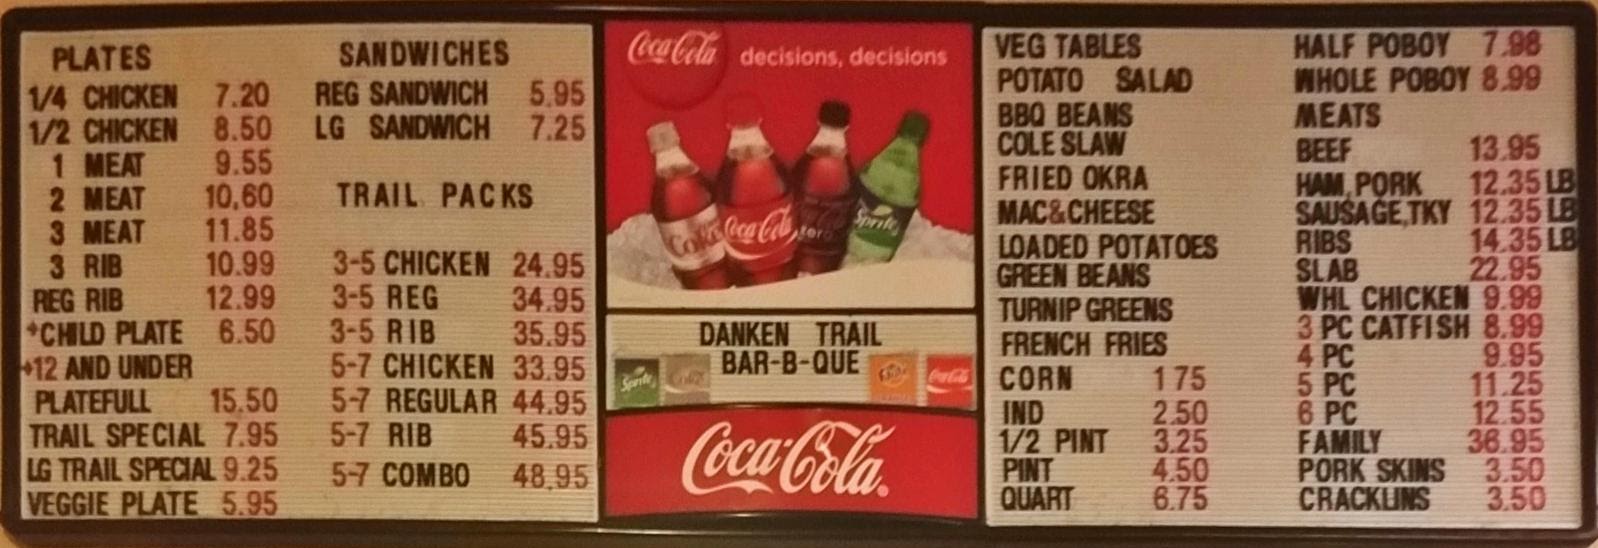 PLATES
1/4 CHICKEN 7.20
1/2 CHICKEN 8.50
1 MEAT 9.55
2 MEAT 10,60
3 MEAT 11.85
3 RIB 10.99
REG RIB 12.99
+CHILD PLATE 6.50
+12 AND UNDER
PLATEFULL 15.50
TRAIL SPECIAL 7.95
LG TRAIL SPECIAL 9.25
VEGGIE PLATE 5.95
SANDWICHES
REG SANDWICH 5.95
LG SANDWICH 7.25
TRAIL PACKS
3-5 CHICKEN 24.95
3-5 REG 34.95
3-5 RIB 35.95
5-7 CHICKEN 33.95
5-7 REGULAR 44.95
5-7 RIB 45.95
5-7 COMBO 48.95
Coca-Cola decisions, decisions
Coke Coca-Cola zero Sprite
DANKEN TRAIL
BAR-B-QUE
Sprite Coke Fanta Coca-Cola
Coca-Cola
VEG TABLES
POTATO SALAD
BBQ BEANS
COLE SLAW
FRIED OKRA
MAC&CHEESE
LOADED POTATOES
GREEN BEANS
TURNIP GREENS
FRENCH FRIES
CORN 1 75
IND 2.50
1/2 PINT 3.25
PINT 4.50
QUART 6.75
HALF POBOY 7.98
WHOLE POBOY 8.99
MEATS
BEEF 13.95
HAM,PORK 12.35 LB
SAUSAGE,TKY 12.35 LB
RIBS 14.35 LB
SLAB 22.95
WHL CHICKEN 9.99
3 PC CATFISH 8.99
4 PC 9.95
5 PC 11.25
6 PC 12.55
FAMILY 36.95
PORK SKINS 3.50
CRACKLINS 3.50